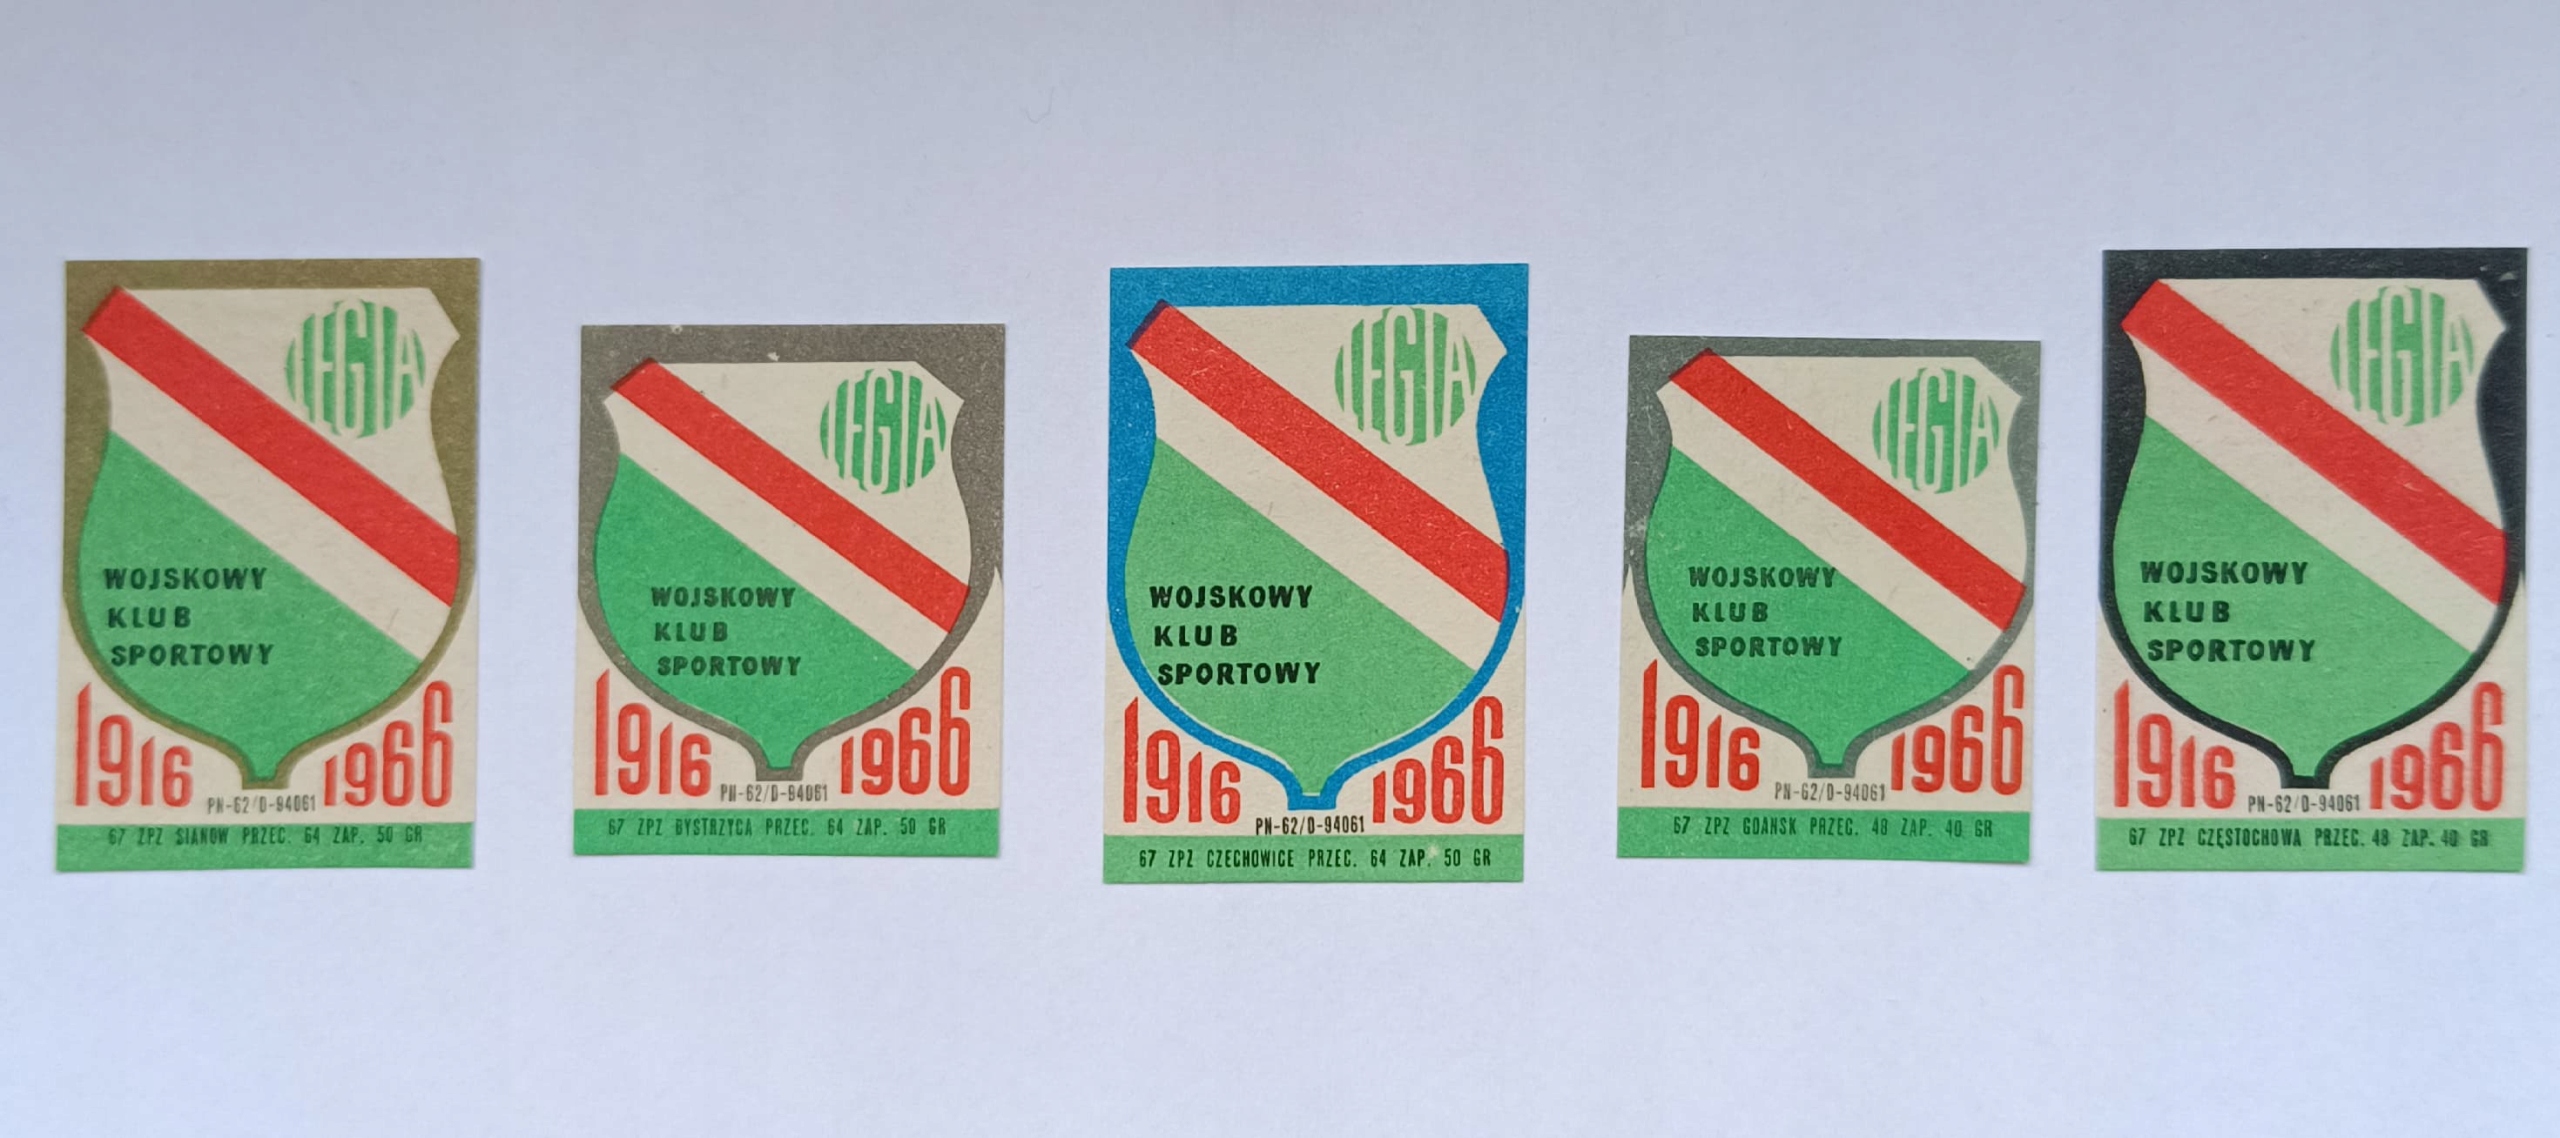 LEGIA
WOJSKOWY
KLUB
SPORTOWY
1916 1966
PN-62/D-94061
67 ZPZ SIANOW PRZEC. 64 ZAP. 50 GR
LEGIA
WOJSKOWY
KLUB
SPORTOWY
1916 1966
PN-62/D-94061
67 ZPZ BYSTRZYCA PRZEC. 64 ZAP. 50 GR
LEGIA
WOJSKOWY
KLUB
SPORTOWY
1916 1966
PN-62/D-94061
67 ZPZ CZECHOWICE PRZEC. 64 ZAP. 50 GR
LEGIA
WOJSKOWY
KLUB
SPORTOWY
1916 1966
PN-62/D-94061
67 ZPZ GDANSK PRZEC. 48 ZAP. 40 GR
LEGIA
WOJSKOWY
KLUB
SPORTOWY
1916 1966
PN-62/D-94061
67 ZPZ CZĘSTOCHOWA PRZEC. 48 ZAP. 40 GR